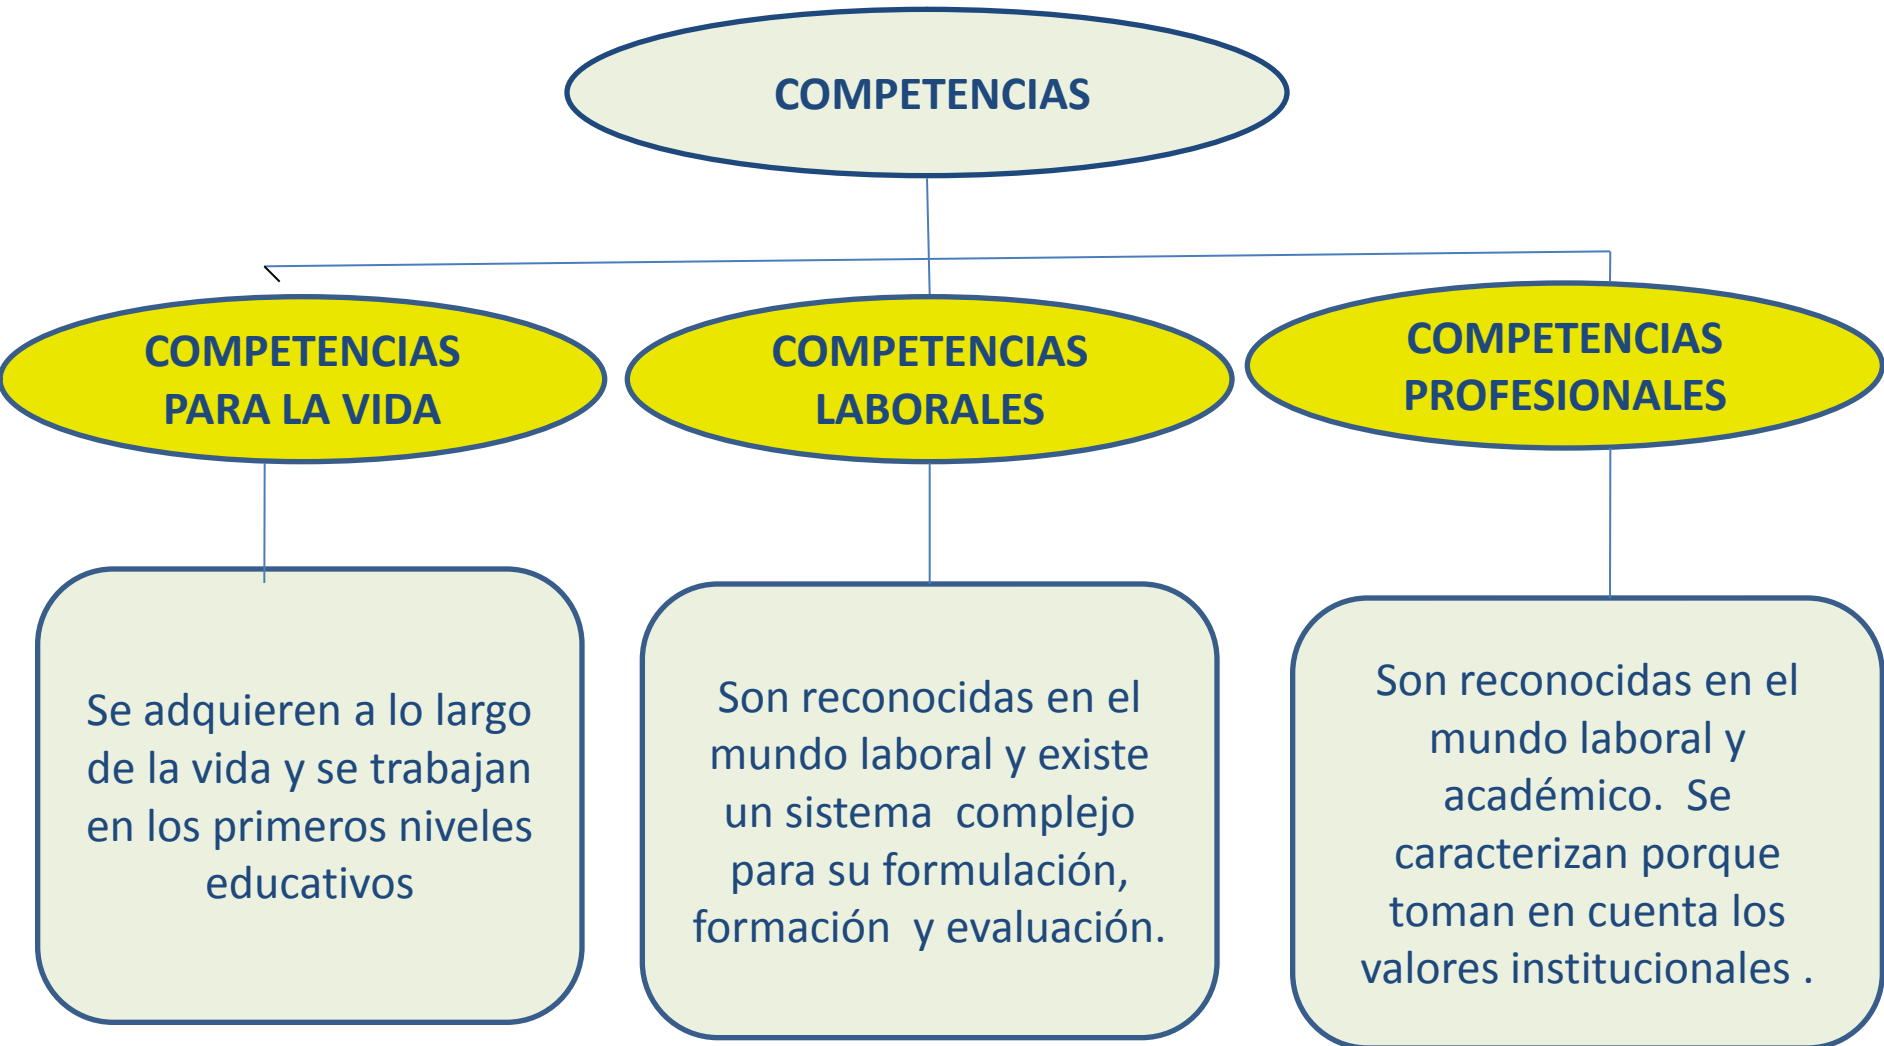 COMPETENCIAS
COMPETENCIAS
PARA LA VIDA
COMPETENCIAS
LABORALES
COMPETENCIAS
PROFESIONALES
Se adquieren a lo largo
de la vida y se trabajan
en los primeros niveles
educativos
Son reconocidas en el
mundo laboral y existe
un sistema complejo
para su formulación,
formación y evaluación.
Son reconocidas en el
mundo laboral y
académico. Se
caracterizan porque
toman en cuenta los
valores institucionales .